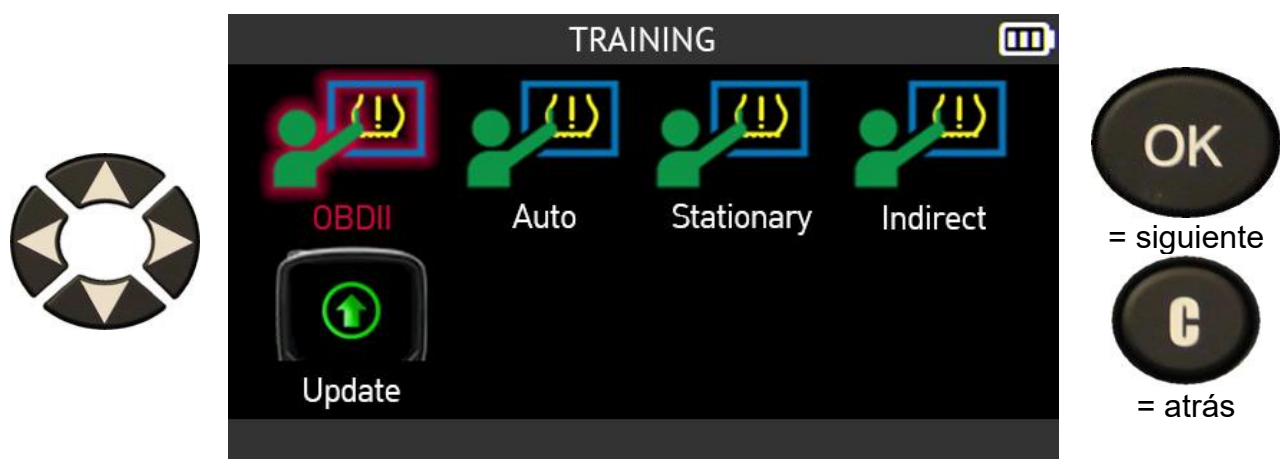 TRAINING
OBDII
Auto
Stationary
Indirect
Update
OK
= siguiente
C
= atrás